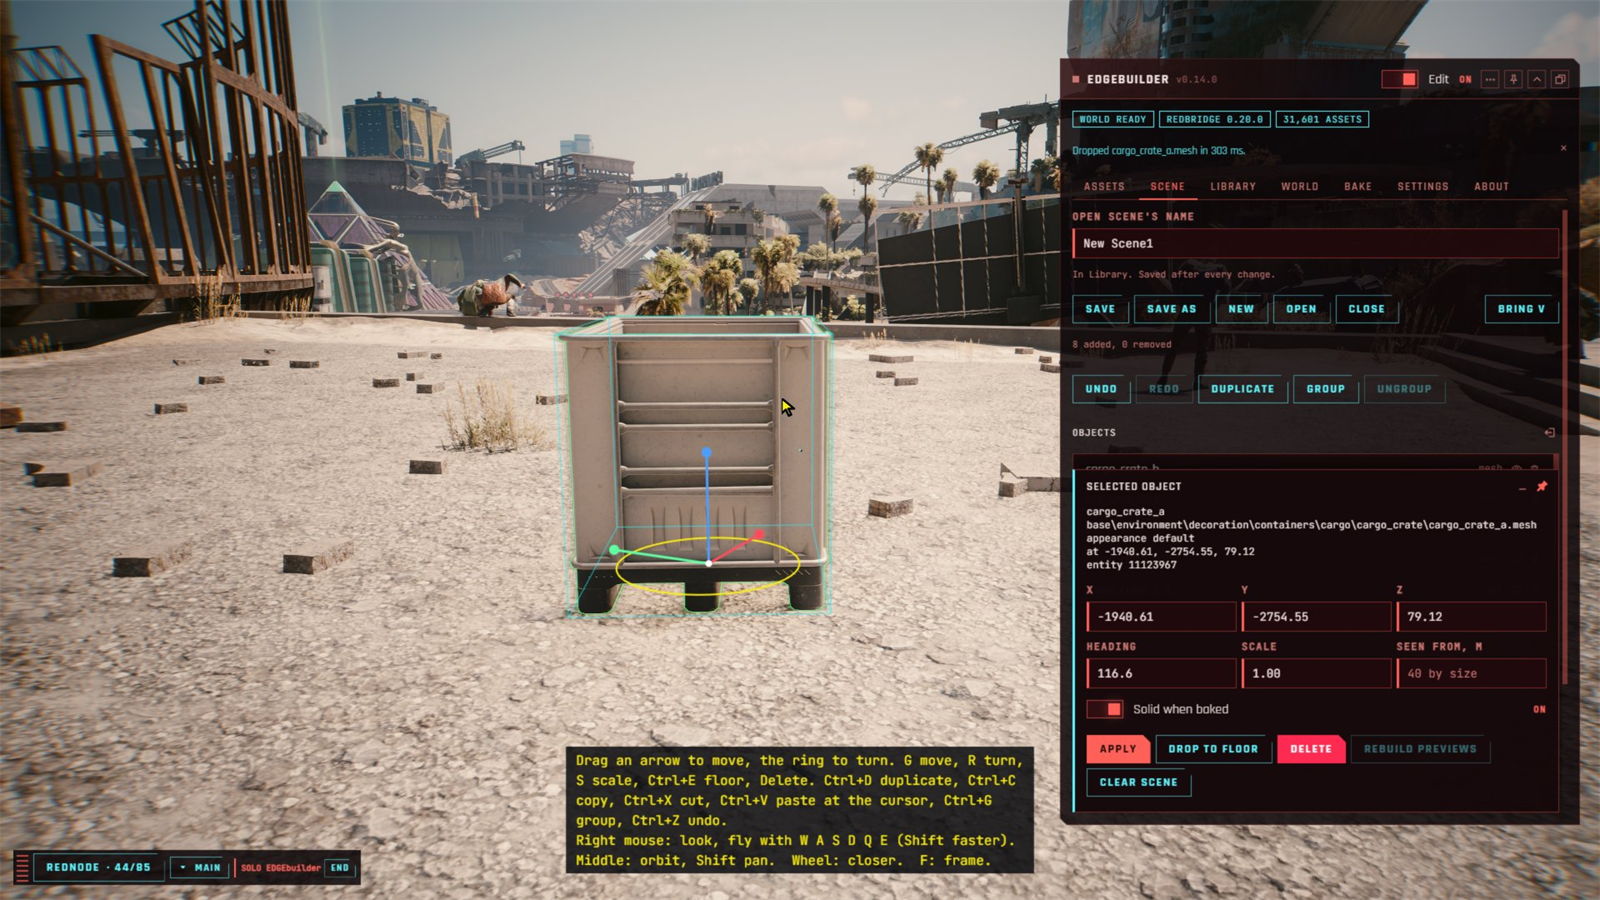 EDGEBUILDER v0.14.0
Edit ON
WORLD READY REDBRIDGE 0.20.0 31,601 ASSETS
Dropped cargo_crate_a.mesh in 303 ms.
ASSETS SCENE LIBRARY WORLD BAKE SETTINGS ABOUT
OPEN SCENE'S NAME
New Scene1
In Library. Saved after every change.
SAVE SAVE AS NEW OPEN CLOSE BRING V
8 added, 0 removed
UNDO REDO DUPLICATE GROUP UNGROUP
OBJECTS
SELECTED OBJECT
cargo_crate_a
base\environment\decoration\containers\cargo\cargo_crate\cargo_crate_a.mesh
appearance default
at -1940.61, -2754.55, 79.12
entity 11123967
X Y Z
-1940.61 -2754.55 79.12
HEADING SCALE SEEN FROM, M
116.6 1.00 40 by size
Solid when baked ON
APPLY DROP TO FLOOR DELETE REBUILD PREVIEWS
CLEAR SCENE
Drag an arrow to move, the ring to turn. G move, R turn,
S scale, Ctrl+E floor, Delete. Ctrl+D duplicate, Ctrl+C
copy, Ctrl+X cut, Ctrl+V paste at the cursor, Ctrl+G
group, Ctrl+Z undo.
Right mouse: look, fly with W A S D Q E (Shift faster).
Middle: orbit, Shift pan. Wheel: closer. F: frame.
REDNODE · 44/85 MAIN SOLO EDGEbuilder END